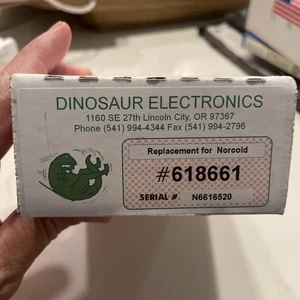 DINOSAUR ELECTRONICS
1160 SE 27th Lincoln City, OR 97367
Phone (541) 994-4344 Fax (541) 994-2796
Replacement for Norcold
#618661
SERIAL # N6616520